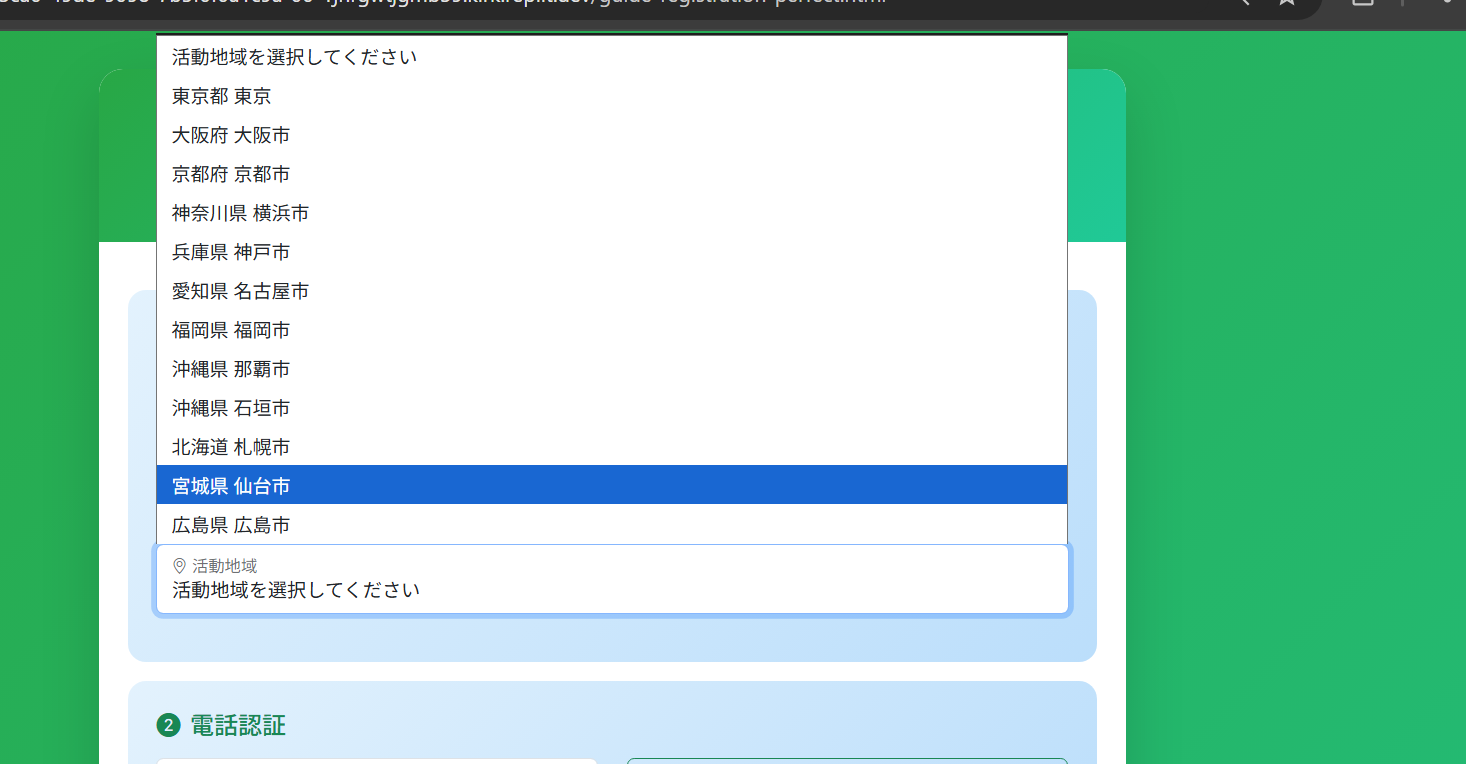 活動地域を選択してください
東京都 東京
大阪府 大阪市
京都府 京都市
神奈川県 横浜市
兵庫県 神戸市
愛知県 名古屋市
福岡県 福岡市
沖縄県 那覇市
沖縄県 石垣市
北海道 札幌市
宮城県 仙台市
広島県 広島市
活動地域
活動地域を選択してください
2 電話認証